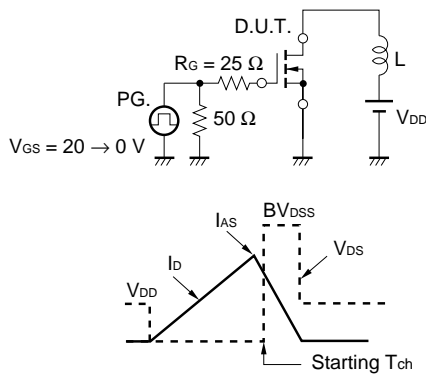 D.U.T.
RG = 25 Ω
L
PG.
50 Ω
VDD
VGS = 20 → 0 V
BVDSS
IAS
VDS
ID
VDD
Starting Tch